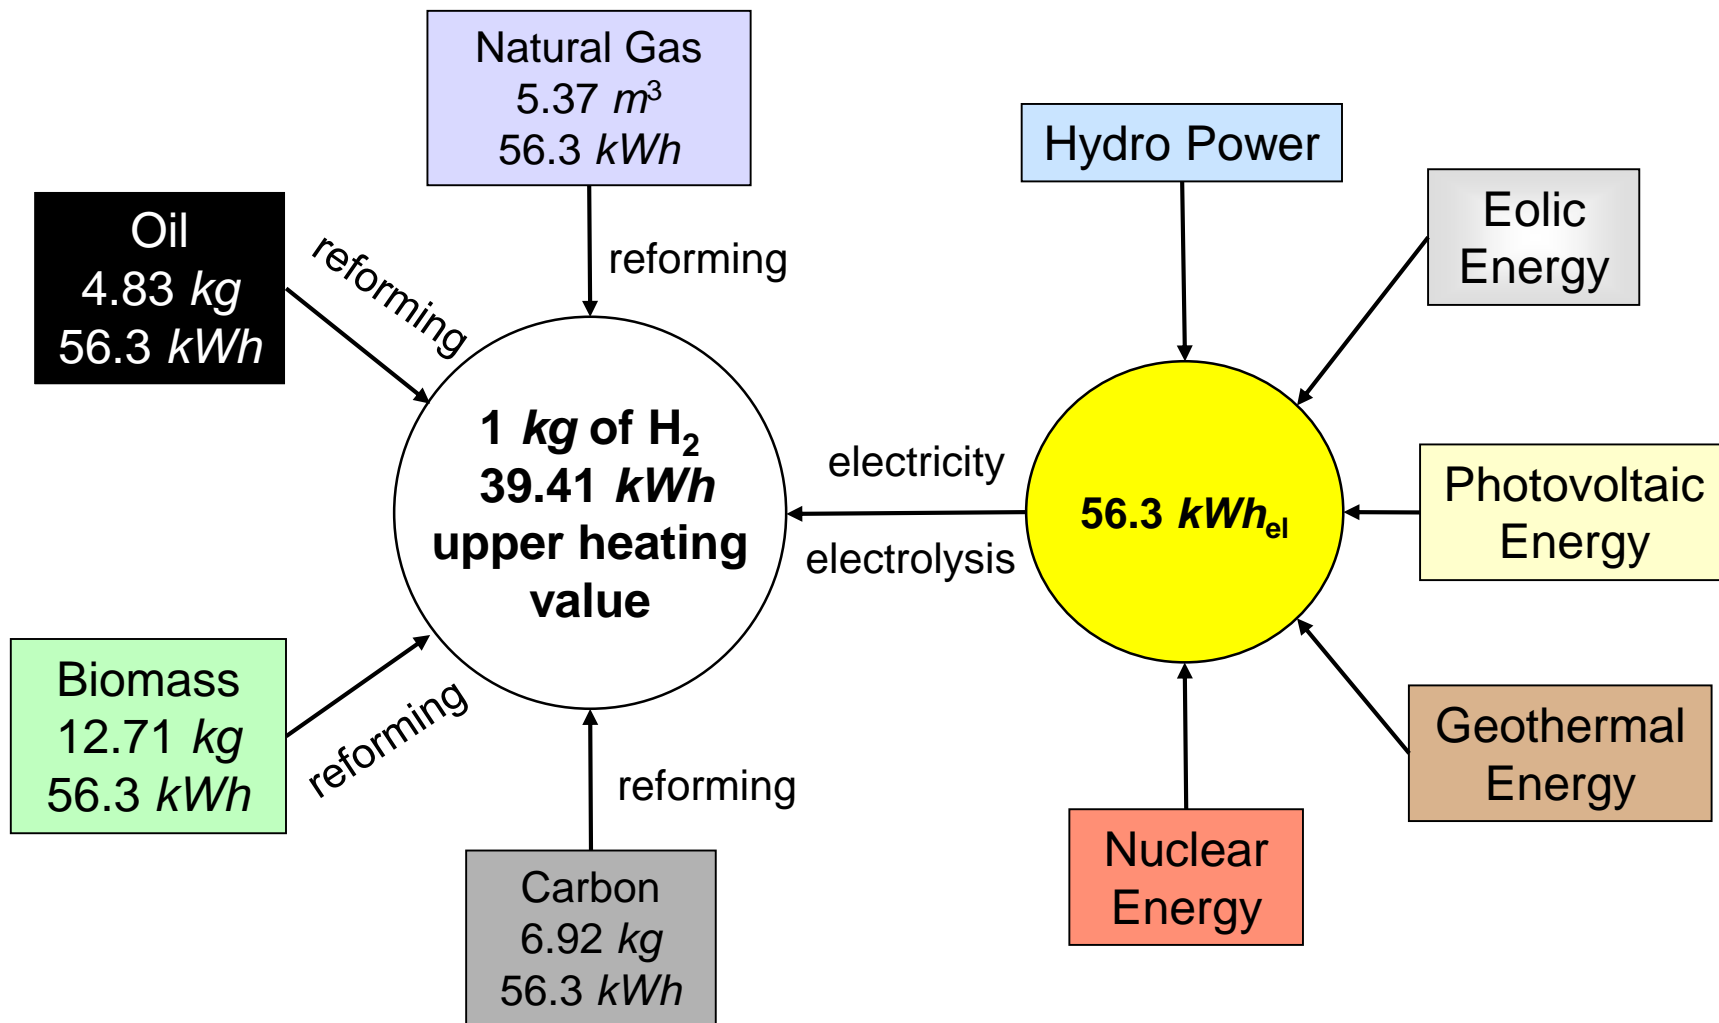 Natural Gas
5.37 m³
56.3 kWh
reforming
Oil
4.83 kg
56.3 kWh
reforming
1 kg of H₂
39.41 kWh
upper heating
value
Biomass
12.71 kg
56.3 kWh
reforming
Carbon
6.92 kg
56.3 kWh
reforming
electricity
electrolysis
56.3 kWhₑₗ
Hydro Power
Eolic
Energy
Photovoltaic
Energy
Geothermal
Energy
Nuclear
Energy